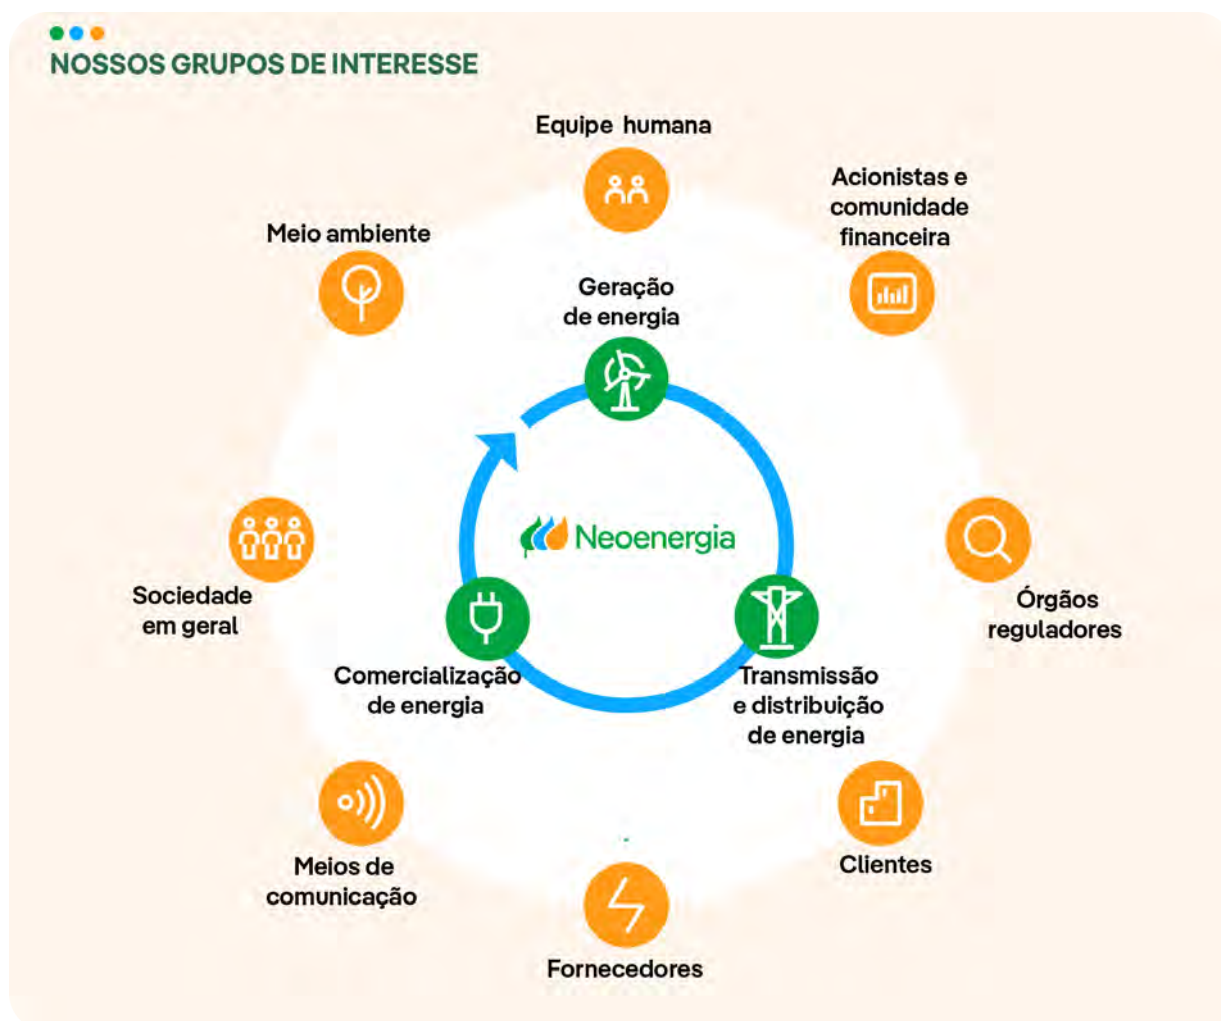 NOSSOS GRUPOS DE INTERESSE
Equipe humana
Acionistas e
comunidade
financeira
Meio ambiente
Geração
de energia
Neoenergia
Sociedade
em geral
Órgãos
reguladores
Comercialização
de energia
Transmissão
e distribuição
de energia
Meios de
comunicação
Clientes
Fornecedores